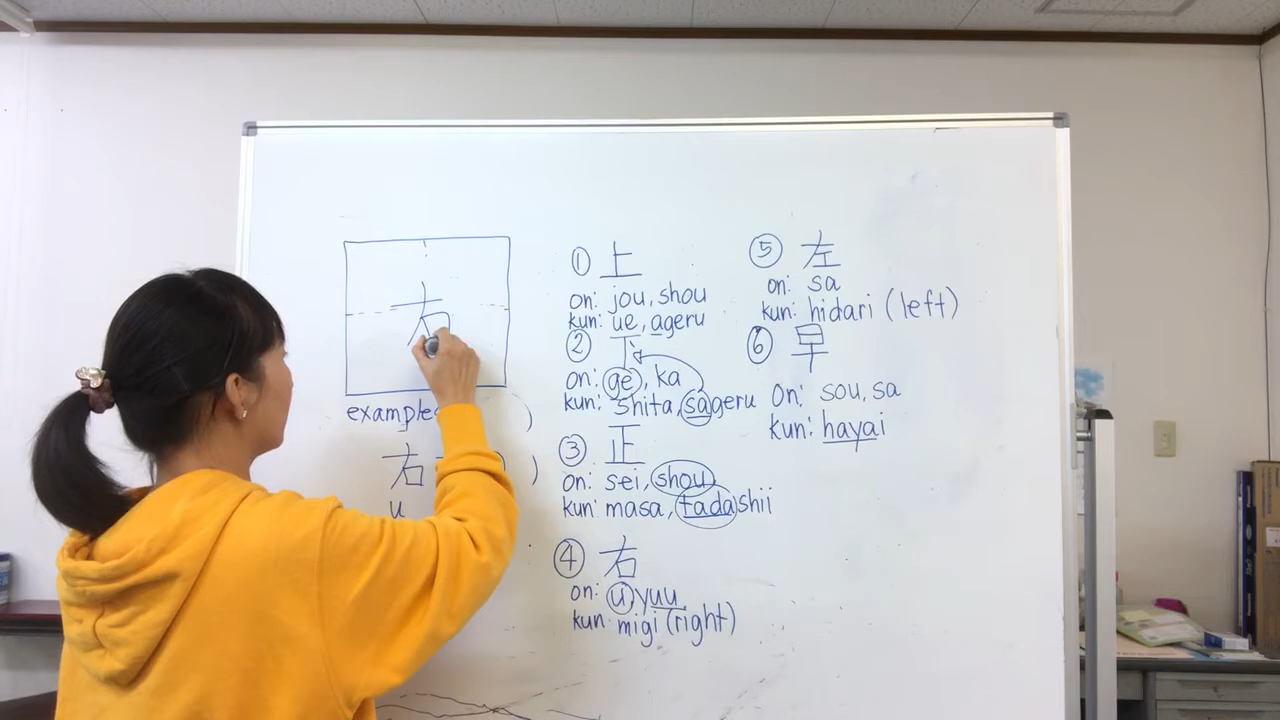 右
example
)
右
)
u
① 上
on: jou, shou
kun: ue, ageru
② 下
on: ge, ka
kun: shita, sageru
③ 正
on: sei, shou
kun: masa, tadashii
④ 右
on: u, yuu
kun: migi (right)
⑤ 左
on: sa
kun: hidari (left)
⑥ 早
on: sou, sa
kun: hayai